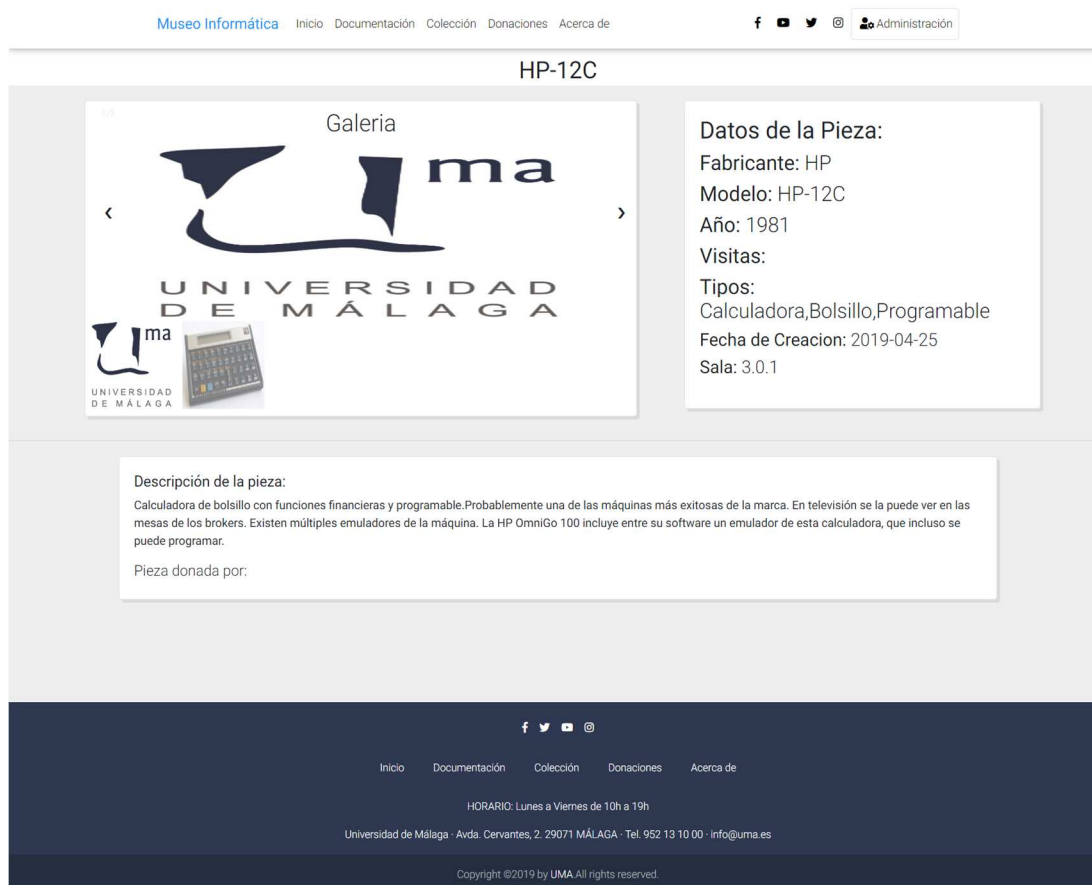 Museo Informática Inicio Documentación Colección Donaciones Acerca de Administración
HP-12C
Galeria
uma
UNIVERSIDAD
DE MÁLAGA
uma
UNIVERSIDAD
DE MÁLAGA
Datos de la Pieza:
Fabricante: HP
Modelo: HP-12C
Año: 1981
Visitas:
Tipos:
Calculadora,Bolsillo,Programable
Fecha de Creacion: 2019-04-25
Sala: 3.0.1
Descripción de la pieza:
Calculadora de bolsillo con funciones financieras y programable.Probablemente una de las máquinas más exitosas de la marca. En televisión se la puede ver en las
mesas de los brokers. Existen múltiples emuladores de la máquina. La HP OmniGo 100 incluye entre su software un emulador de esta calculadora, que incluso se
puede programar.
Pieza donada por:
Inicio Documentación Colección Donaciones Acerca de
HORARIO: Lunes a Viernes de 10h a 19h
Universidad de Málaga · Avda. Cervantes, 2. 29071 MÁLAGA · Tel. 952 13 10 00 · info@uma.es
Copyright ©2019 by UMA.All rights reserved.